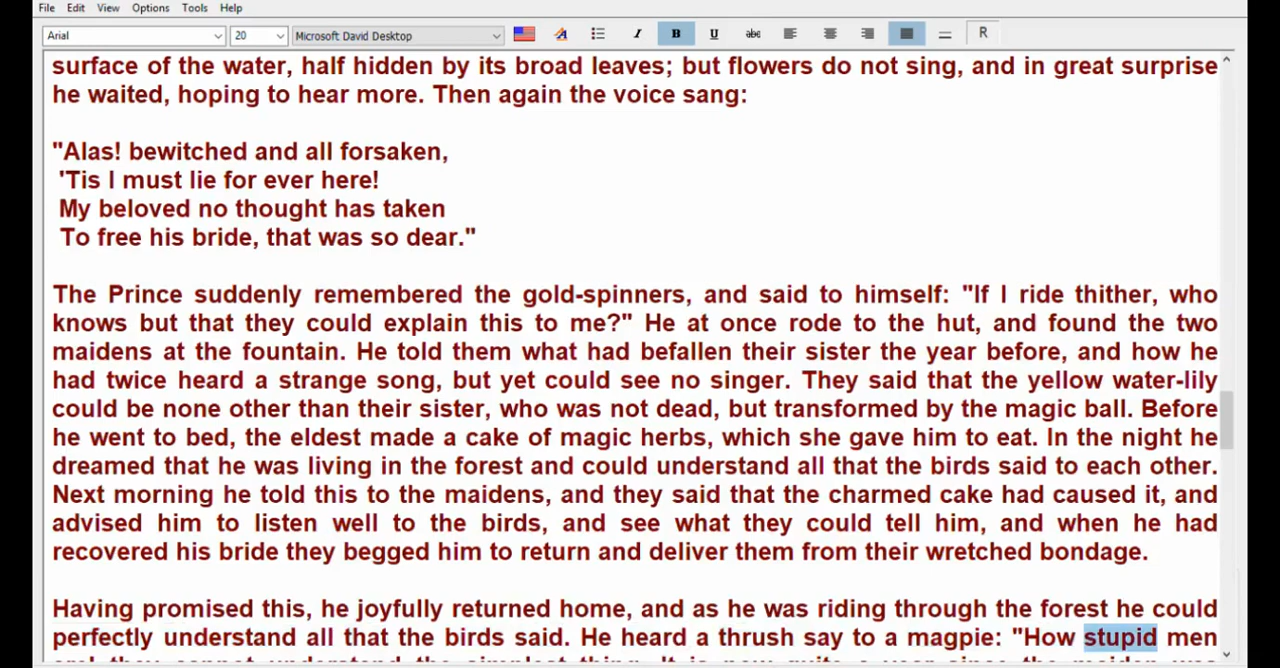 File Edit View Options Tools Help
Arial 20 Microsoft David Desktop B I U abc R
surface of the water, half hidden by its broad leaves; but flowers do not sing, and in great surprise
he waited, hoping to hear more. Then again the voice sang:
"Alas! bewitched and all forsaken,
'Tis I must lie for ever here!
My beloved no thought has taken
To free his bride, that was so dear."
The Prince suddenly remembered the gold-spinners, and said to himself: "If I ride thither, who
knows but that they could explain this to me?" He at once rode to the hut, and found the two
maidens at the fountain. He told them what had befallen their sister the year before, and how he
had twice heard a strange song, but yet could see no singer. They said that the yellow water-lily
could be none other than their sister, who was not dead, but transformed by the magic ball. Before
he went to bed, the eldest made a cake of magic herbs, which she gave him to eat. In the night he
dreamed that he was living in the forest and could understand all that the birds said to each other.
Next morning he told this to the maidens, and they said that the charmed cake had caused it, and
advised him to listen well to the birds, and see what they could tell him, and when he had
recovered his bride they begged him to return and deliver them from their wretched bondage.
Having promised this, he joyfully returned home, and as he was riding through the forest he could
perfectly understand all that the birds said. He heard a thrush say to a magpie: "How stupid men